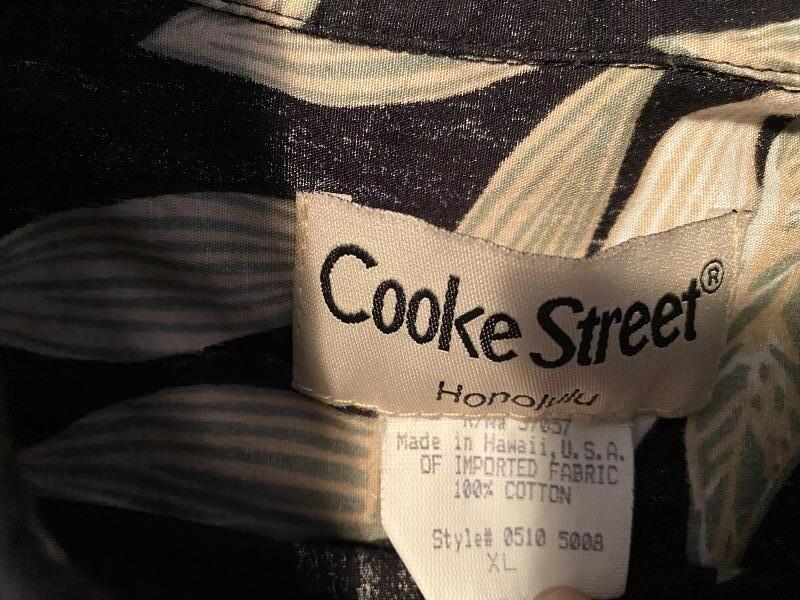 Cooke Street®
Honolulu
Made in Hawaii, U.S.A.
OF IMPORTED FABRIC
100% COTTON
Style# 0510 5008
XL